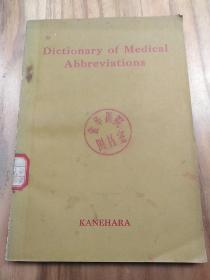 Dictionary of Medical
Abbreviations
KANEHARA